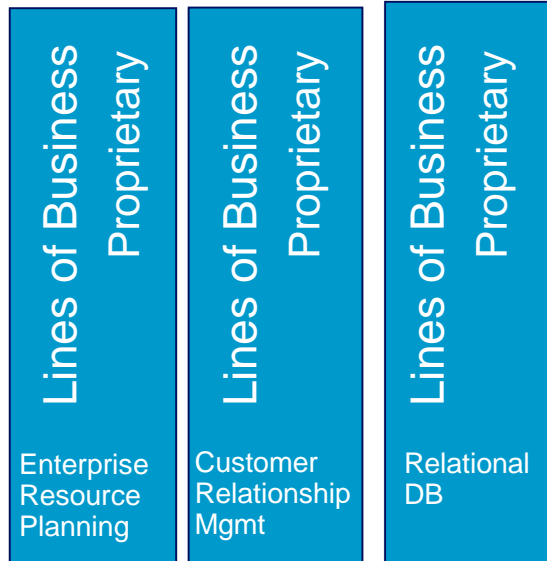 Lines of Business
Proprietary
Enterprise
Resource
Planning
Lines of Business
Proprietary
Customer
Relationship
Mgmt
Lines of Business
Proprietary
Relational
DB